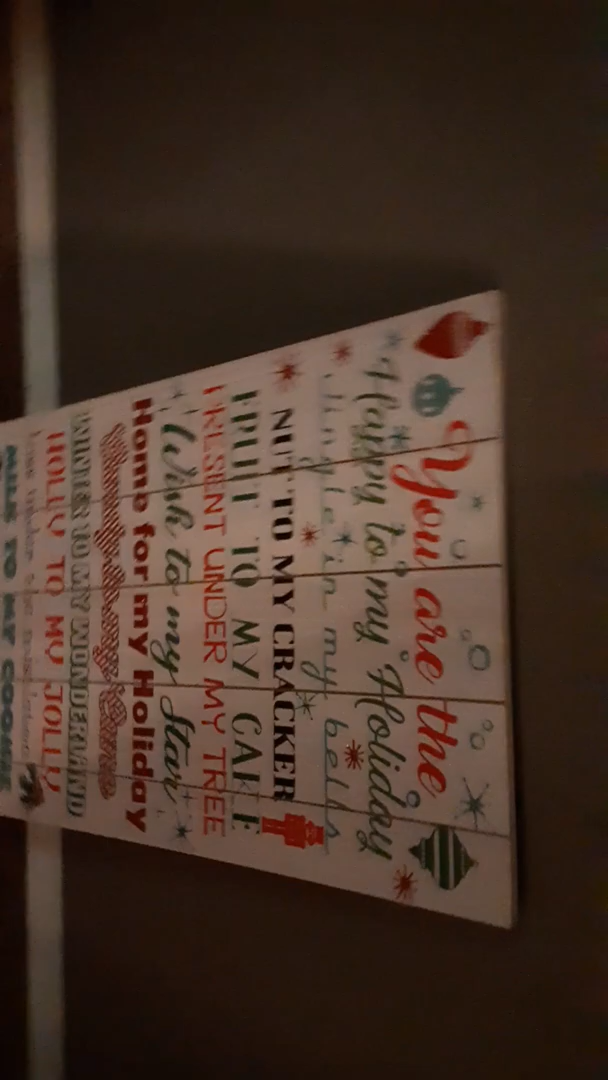 You are the
Happy to my Holiday
Jingle in my bells
NUT TO MY CRACKER
FRUIT TO MY CAKE
PRESENT UNDER MY TREE
Wish to my Star
Home for my Holiday
WINTER TO MY WONDERLAND
HOLLY TO MY JOLLY
MILK TO MY COOKIE